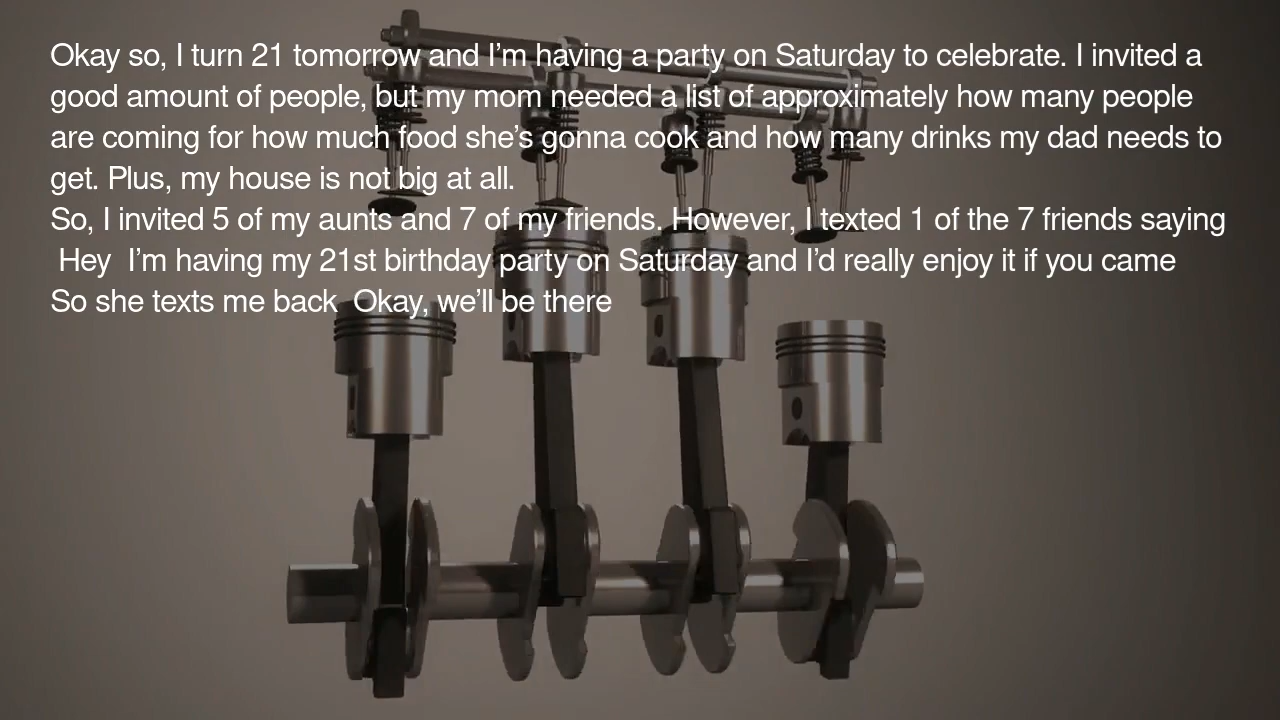 Okay so, I turn 21 tomorrow and I’m having a party on Saturday to celebrate. I invited a
good amount of people, but my mom needed a list of approximately how many people
are coming for how much food she’s gonna cook and how many drinks my dad needs to
get. Plus, my house is not big at all.
So, I invited 5 of my aunts and 7 of my friends. However, I texted 1 of the 7 friends saying
Hey  I’m having my 21st birthday party on Saturday and I’d really enjoy it if you came
So she texts me back  Okay, we’ll be there